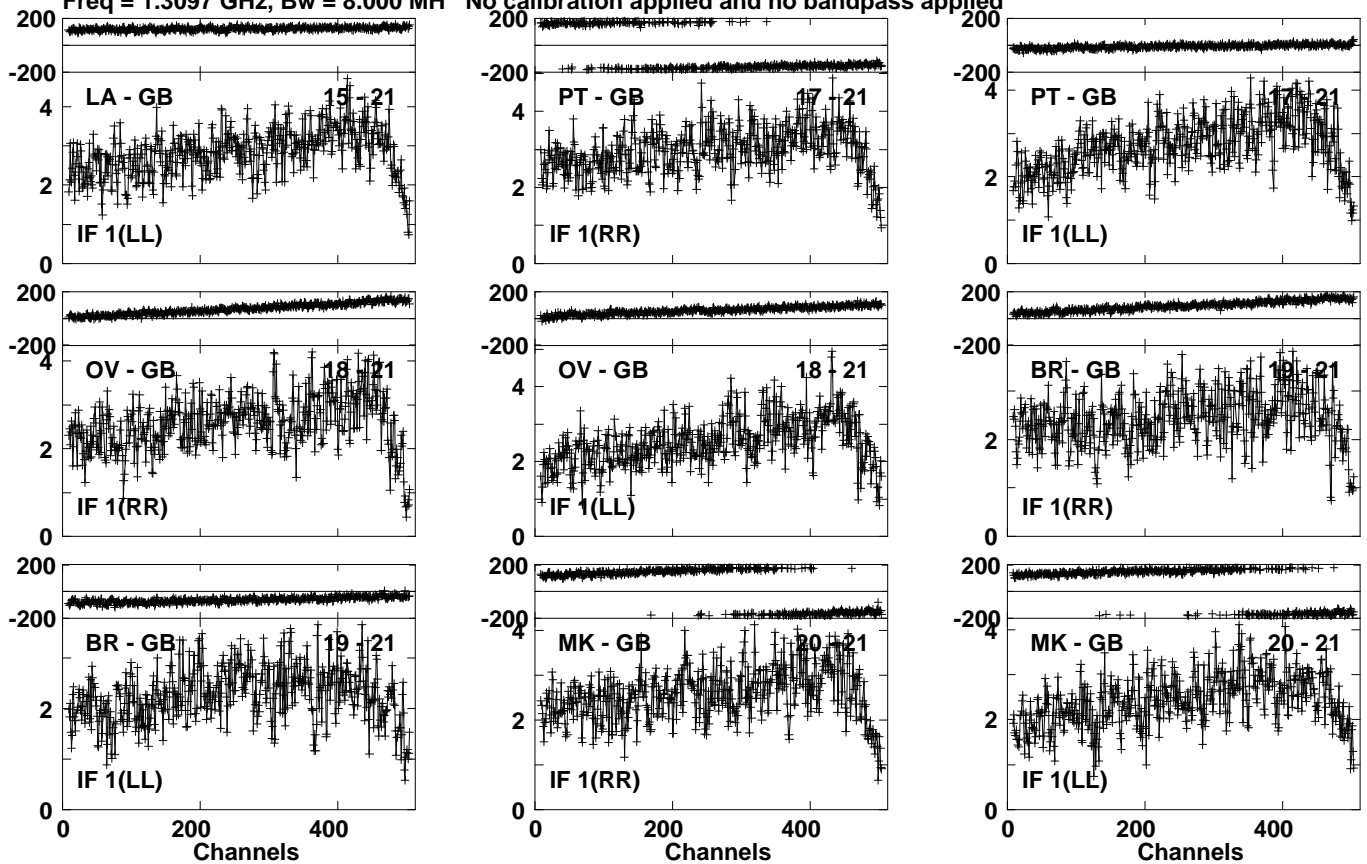 Freq = 1.3097 GHz, Bw = 8.000 MH No calibration applied and no bandpass applied
200
-200
LA - GB 15 - 21
4
2
0
IF 1(LL)
PT - GB 17 - 21
4
2
0
IF 1(RR)
PT - GB 17 - 21
4
2
0
IF 1(LL)
200
-200
4
OV - GB 18 - 21
2
0
IF 1(RR)
200
-200
OV - GB 18 - 21
4
2
0
IF 1(LL)
200
-200
BR - GB 19 - 21
2
0
IF 1(RR)
200
-200
BR - GB 19 - 21
2
0
IF 1(LL)
200
-200
4
MK - GB 20 - 21
2
0
IF 1(RR)
200
-200
4
MK - GB 20 - 21
2
0
IF 1(LL)
0 200 400
Channels
0 200 400
Channels
0 200 400
Channels